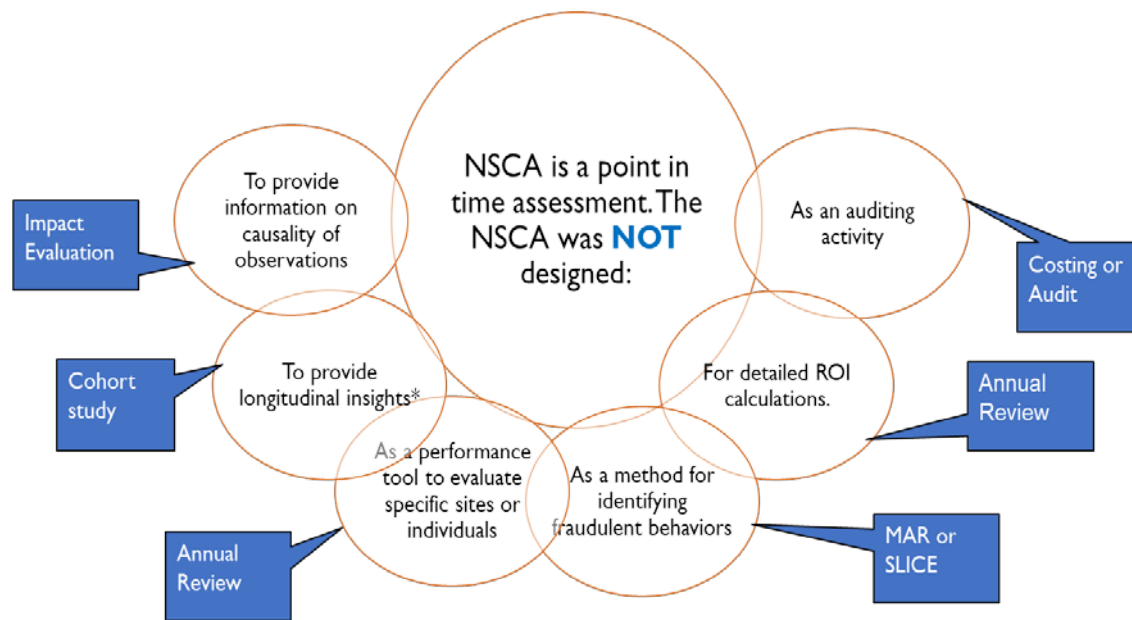 NSCA is a point in
time assessment. The
NSCA was NOT
designed:
To provide
information on
causality of
observations
Impact
Evaluation
To provide
longitudinal insights*
Cohort
study
As a performance
tool to evaluate
specific sites or
individuals
Annual
Review
As a method for
identifying
fraudulent behaviors
MAR or
SLICE
For detailed ROI
calculations.
Annual
Review
As an auditing
activity
Costing or
Audit